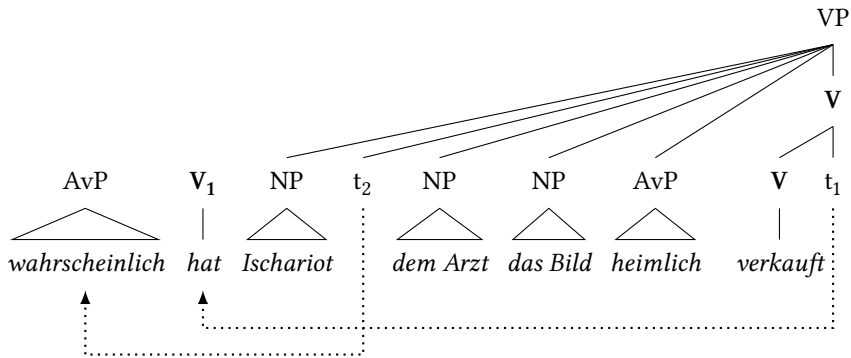 VP
V
AvP V₁ NP t₂ NP NP AvP V t₁
wahrscheinlich hat Ischariot dem Arzt das Bild heimlich verkauft